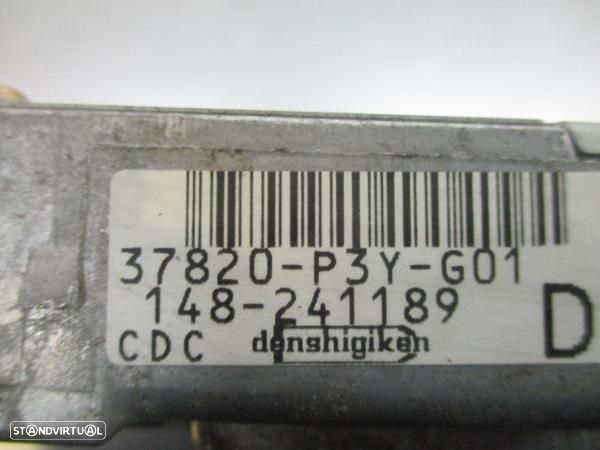 37820-P3Y-G01
148-241189
CDC denshigiken D
STANDVIRTUAL